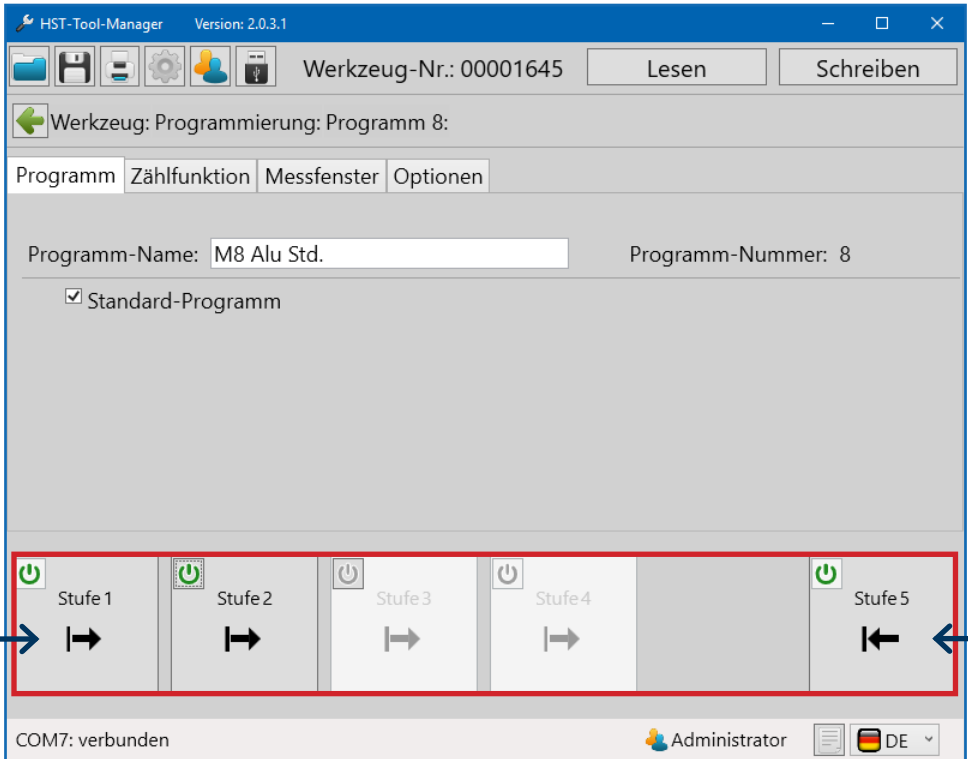 HST-Tool-Manager Version: 2.0.3.1
Werkzeug-Nr.: 00001645 Lesen Schreiben
Werkzeug: Programmierung: Programm 8:
Programm Zählfunktion Messfenster Optionen
Programm-Name: M8 Alu Std. Programm-Nummer: 8
Standard-Programm
Stufe 1 Stufe 2 Stufe 3 Stufe 4 Stufe 5
COM7: verbunden Administrator DE